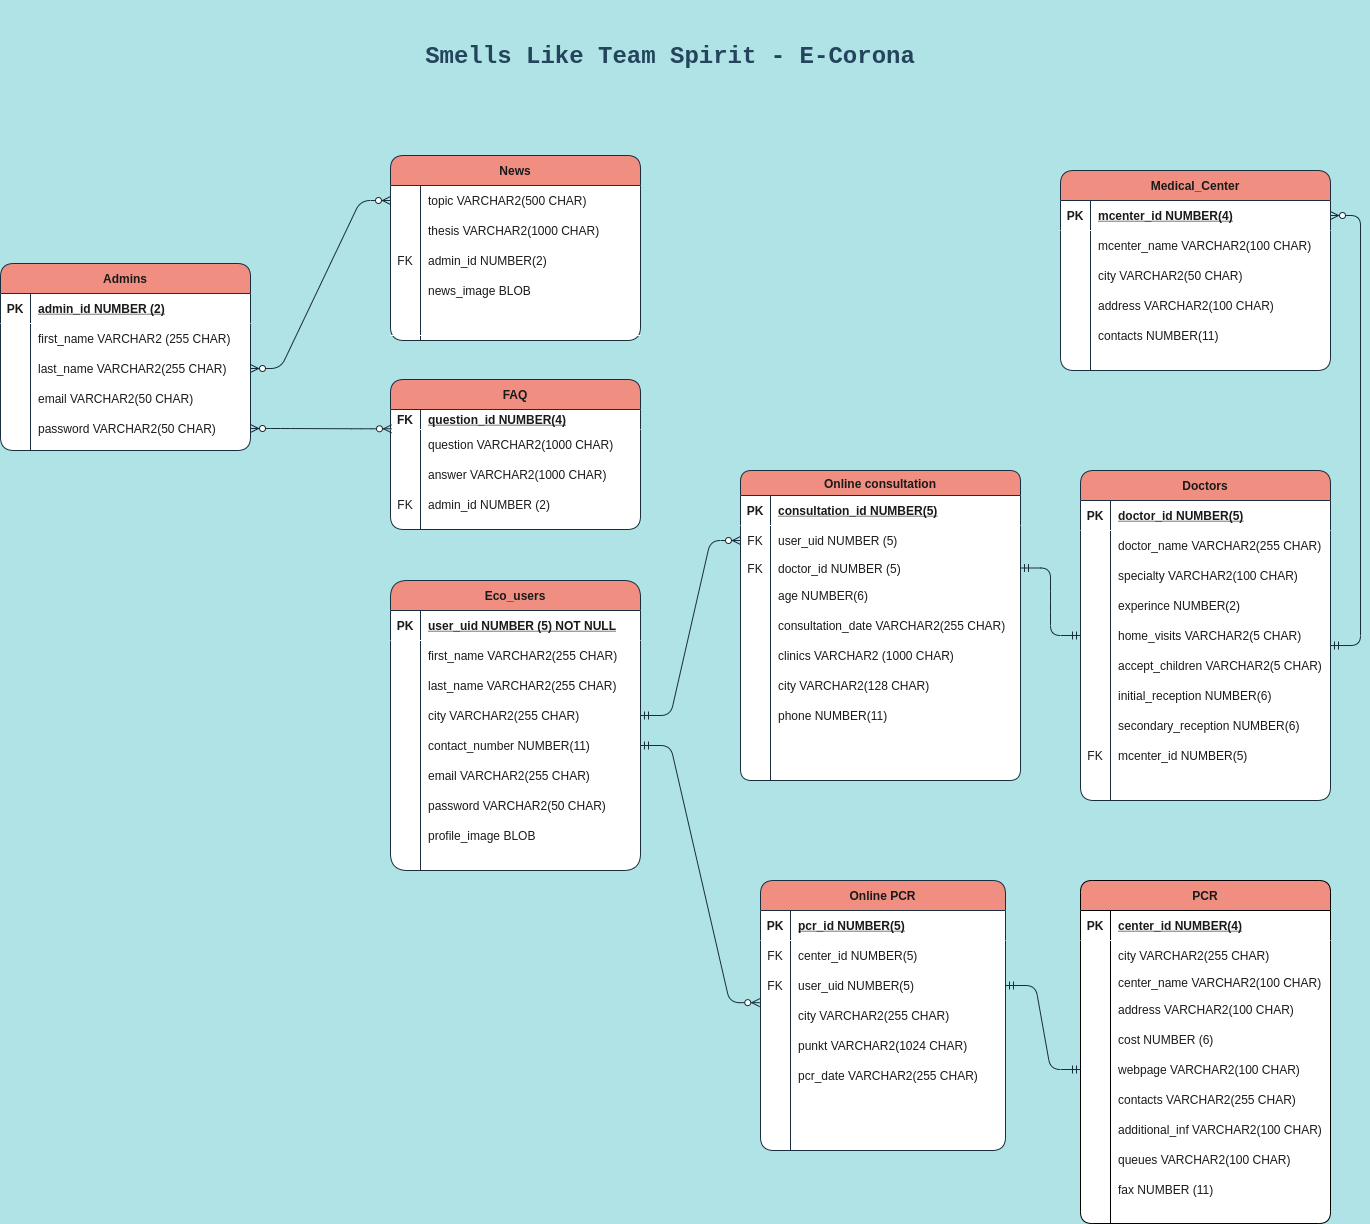 Smells Like Team Spirit - E-Corona
News
topic VARCHAR2(500 CHAR)
thesis VARCHAR2(1000 CHAR)
FK admin_id NUMBER(2)
news_image BLOB
Medical_Center
PK mcenter_id NUMBER(4)
mcenter_name VARCHAR2(100 CHAR)
city VARCHAR2(50 CHAR)
address VARCHAR2(100 CHAR)
contacts NUMBER(11)
Admins
PK admin_id NUMBER (2)
first_name VARCHAR2 (255 CHAR)
last_name VARCHAR2(255 CHAR)
email VARCHAR2(50 CHAR)
password VARCHAR2(50 CHAR)
FAQ
FK question_id NUMBER(4)
question VARCHAR2(1000 CHAR)
answer VARCHAR2(1000 CHAR)
FK admin_id NUMBER (2)
Online consultation
PK consultation_id NUMBER(5)
FK user_uid NUMBER (5)
FK doctor_id NUMBER (5)
age NUMBER(6)
consultation_date VARCHAR2(255 CHAR)
clinics VARCHAR2 (1000 CHAR)
city VARCHAR2(128 CHAR)
phone NUMBER(11)
Doctors
PK doctor_id NUMBER(5)
doctor_name VARCHAR2(255 CHAR)
specialty VARCHAR2(100 CHAR)
experince NUMBER(2)
home_visits VARCHAR2(5 CHAR)
accept_children VARCHAR2(5 CHAR)
initial_reception NUMBER(6)
secondary_reception NUMBER(6)
FK mcenter_id NUMBER(5)
Eco_users
PK user_uid NUMBER (5) NOT NULL
first_name VARCHAR2(255 CHAR)
last_name VARCHAR2(255 CHAR)
city VARCHAR2(255 CHAR)
contact_number NUMBER(11)
email VARCHAR2(255 CHAR)
password VARCHAR2(50 CHAR)
profile_image BLOB
Online PCR
PK pcr_id NUMBER(5)
FK center_id NUMBER(5)
FK user_uid NUMBER(5)
city VARCHAR2(255 CHAR)
punkt VARCHAR2(1024 CHAR)
pcr_date VARCHAR2(255 CHAR)
PCR
PK center_id NUMBER(4)
city VARCHAR2(255 CHAR)
center_name VARCHAR2(100 CHAR)
address VARCHAR2(100 CHAR)
cost NUMBER (6)
webpage VARCHAR2(100 CHAR)
contacts VARCHAR2(255 CHAR)
additional_inf VARCHAR2(100 CHAR)
queues VARCHAR2(100 CHAR)
fax NUMBER (11)